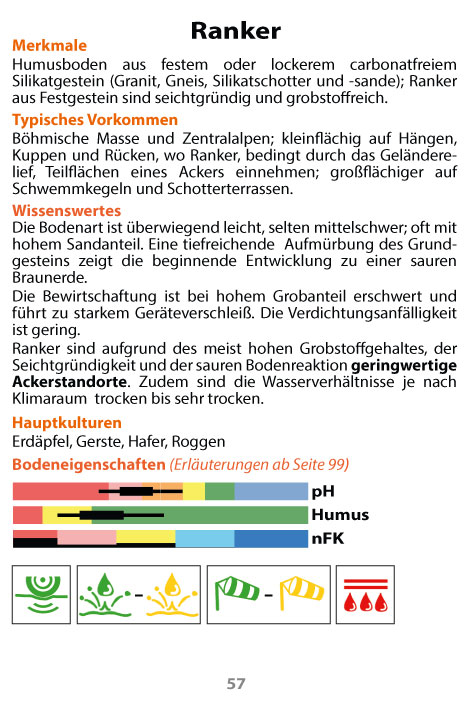 Ranker
Merkmale
Humusboden aus festem oder lockerem carbonatfreiem
Silikatgestein (Granit, Gneis, Silikatschotter und -sande); Ranker
aus Festgestein sind seichtgründig und grobstoffreich.
Typisches Vorkommen
Böhmische Masse und Zentralalpen; kleinflächig auf Hängen,
Kuppen und Rücken, wo Ranker, bedingt durch das Geländere-
lief, Teilflächen eines Ackers einnehmen; großflächiger auf
Schwemmkegeln und Schotterterrassen.
Wissenswertes
Die Bodenart ist überwiegend leicht, selten mittelschwer; oft mit
hohem Sandanteil. Eine tiefreichende Aufmürbung des Grund-
gesteins zeigt die beginnende Entwicklung zu einer sauren
Braunerde.
Die Bewirtschaftung ist bei hohem Grobanteil erschwert und
führt zu starkem Geräteverschleiß. Die Verdichtungsanfälligkeit
ist gering.
Ranker sind aufgrund des meist hohen Grobstoffgehaltes, der
Seichtgründigkeit und der sauren Bodenreaktion geringwertige
Ackerstandorte. Zudem sind die Wasserverhältnisse je nach
Klimaraum trocken bis sehr trocken.
Hauptkulturen
Erdäpfel, Gerste, Hafer, Roggen
Bodeneigenschaften (Erläuterungen ab Seite 99)
pH
Humus
nFK
57